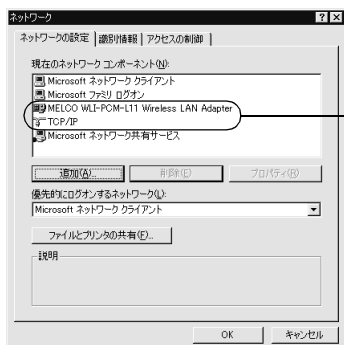 ネットワーク
ネットワークの設定 識別情報 アクセスの制御
現在のネットワーク コンポーネント(N):
Microsoft ネットワーク クライアント
Microsoft ファミリ ログオン
MELCO WLI-PCM-L11 Wireless LAN Adapter
TCP/IP
Microsoft ネットワーク共有サービス
追加(A)... 削除(E) プロパティ(R)
優先的にログオンするネットワーク(L):
Microsoft ネットワーク クライアント
ファイルとプリンタの共有(F)...
説明
OK キャンセル